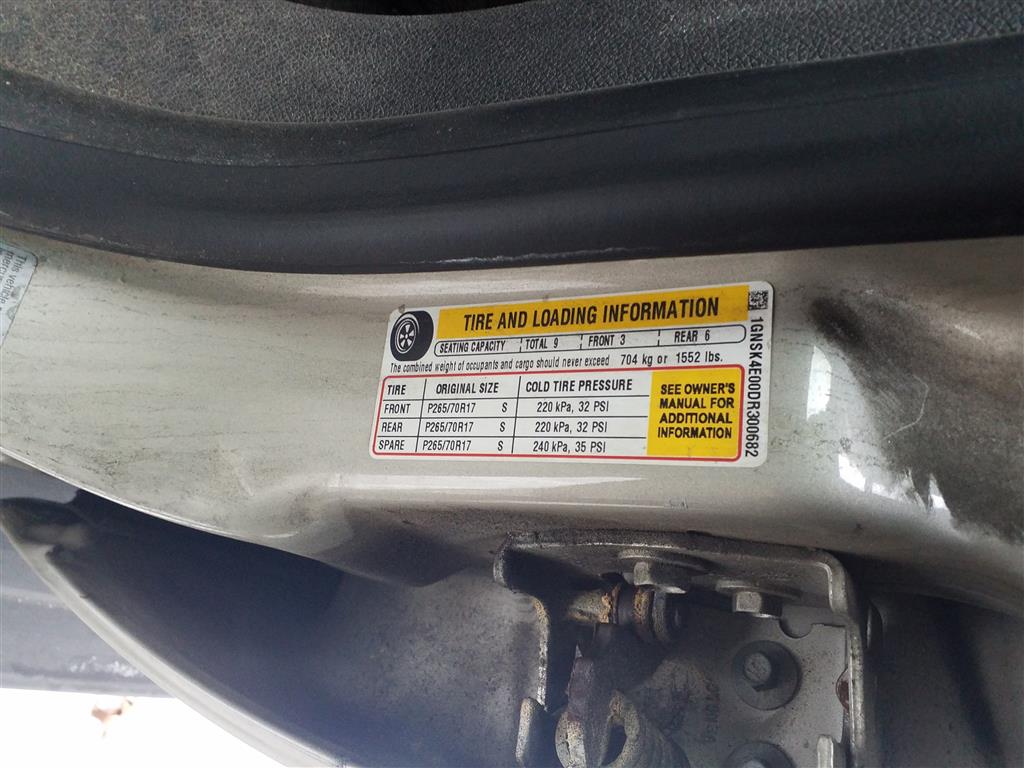 TIRE AND LOADING INFORMATION
SEATING CAPACITY TOTAL 9 FRONT 3 REAR 6
The combined weight of occupants and cargo should never exceed 704 kg or 1552 lbs.
TIRE ORIGINAL SIZE COLD TIRE PRESSURE
FRONT P265/70R17 S 220 kPa, 32 PSI
REAR P265/70R17 S 220 kPa, 32 PSI
SPARE P265/70R17 S 240 kPa, 35 PSI
SEE OWNER'S
MANUAL FOR
ADDITIONAL
INFORMATION
1GNSK4E00DR300682
This vehicle